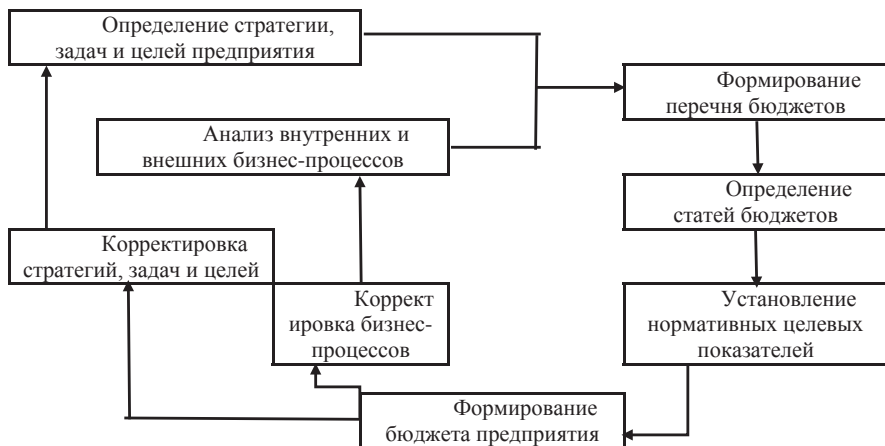 Определение стратегии,
задач и целей предприятия
Формирование
перечня бюджетов
Анализ внутренних и
внешних бизнес-процессов
Определение
статей бюджетов
Корректировка
стратегий, задач и целей
Коррект
ировка бизнес-
процессов
Установление
нормативных целевых
показателей
Формирование
бюджета предприятия